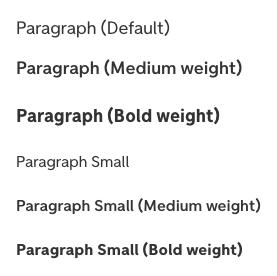 Paragraph (Default)
Paragraph (Medium weight)
Paragraph (Bold weight)
Paragraph Small
Paragraph Small (Medium weight)
Paragraph Small (Bold weight)